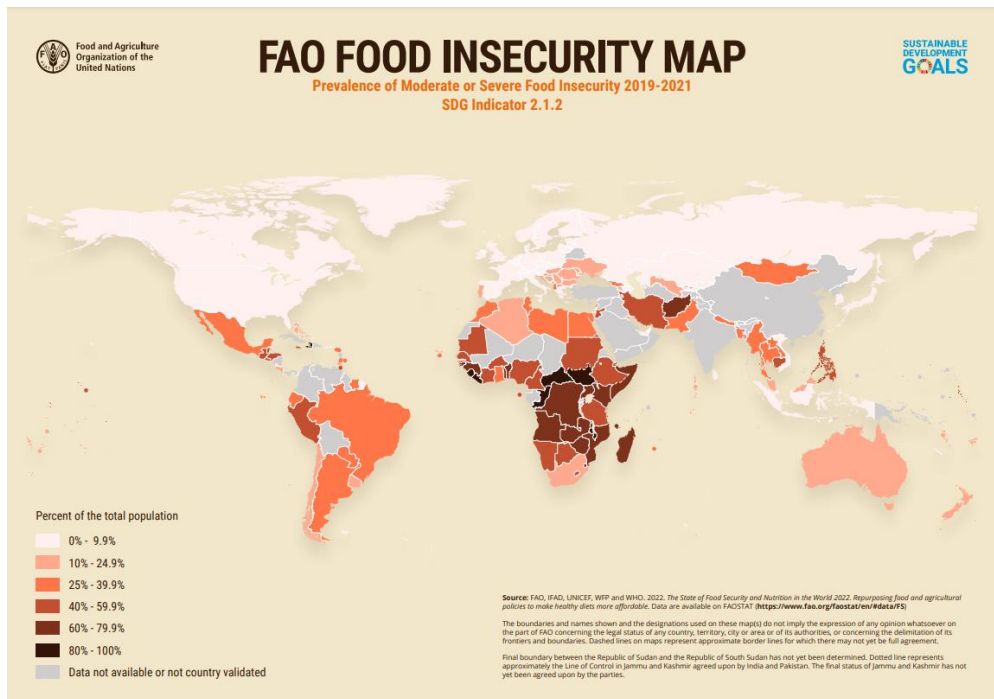 Food and Agriculture
Organization of the
United Nations
FAO FOOD INSECURITY MAP
Prevalence of Moderate or Severe Food Insecurity 2019-2021
SDG Indicator 2.1.2
SUSTAINABLE
DEVELOPMENT
GOALS
Percent of the total population
0% - 9.9%
10% - 24.9%
25% - 39.9%
40% - 59.9%
60% - 79.9%
80% - 100%
Data not available or not country validated
Source: FAO, IFAD, UNICEF, WFP and WHO. 2022. The State of Food Security and Nutrition in the World 2022. Repurposing food and agricultural
policies to make healthy diets more affordable. Data are available on FAOSTAT (https://www.fao.org/faostat/en/#data/FS)
The boundaries and names shown and the designations used on these map(s) do not imply the expression of any opinion whatsoever on
the part of FAO concerning the legal status of any country, territory, city or area or of its authorities, or concerning the delimitation of its
frontiers and boundaries. Dashed lines on maps represent approximate border lines for which there may not yet be full agreement.
Final boundary between the Republic of Sudan and the Republic of South Sudan has not yet been determined. Dotted line represents
approximately the Line of Control in Jammu and Kashmir agreed upon by India and Pakistan. The final status of Jammu and Kashmir has not
yet been agreed upon by the parties.